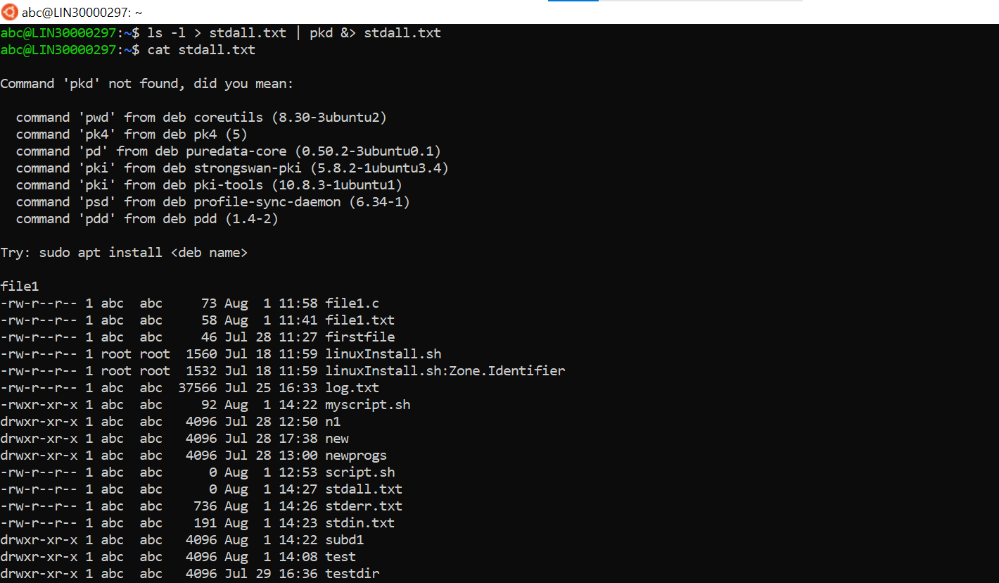 abc@LIN30000297: ~
abc@LIN30000297:~$ ls -l > stdall.txt | pkd &> stdall.txt
abc@LIN30000297:~$ cat stdall.txt
Command 'pkd' not found, did you mean:
command 'pwd' from deb coreutils (8.30-3ubuntu2)
command 'pk4' from deb pk4 (5)
command 'pd' from deb puredata-core (0.50.2-3ubuntu0.1)
command 'pki' from deb strongswan-pki (5.8.2-1ubuntu3.4)
command 'pki' from deb pki-tools (10.8.3-1ubuntu1)
command 'psd' from deb profile-sync-daemon (6.34-1)
command 'pdd' from deb pdd (1.4-2)
Try: sudo apt install <deb name>
file1
-rw-r--r-- 1 abc  abc     73 Aug  1 11:58 file1.c
-rw-r--r-- 1 abc  abc     58 Aug  1 11:41 file1.txt
-rw-r--r-- 1 abc  abc     46 Jul 28 11:27 firstfile
-rw-r--r-- 1 root root  1560 Jul 18 11:59 linuxInstall.sh
-rw-r--r-- 1 root root  1532 Jul 18 11:59 linuxInstall.sh:Zone.Identifier
-rw-r--r-- 1 abc  abc  37566 Jul 25 16:33 log.txt
-rwxr-xr-x 1 abc  abc     92 Aug  1 14:22 myscript.sh
drwxr-xr-x 1 abc  abc   4096 Jul 28 12:50 n1
drwxr-xr-x 1 abc  abc   4096 Jul 28 17:38 new
drwxr-xr-x 1 abc  abc   4096 Jul 28 13:00 newprogs
-rw-r--r-- 1 abc  abc      0 Aug  1 12:53 script.sh
-rw-r--r-- 1 abc  abc      0 Aug  1 14:27 stdall.txt
-rw-r--r-- 1 abc  abc    736 Aug  1 14:26 stderr.txt
-rw-r--r-- 1 abc  abc    191 Aug  1 14:23 stdin.txt
drwxr-xr-x 1 abc  abc   4096 Aug  1 14:22 subd1
drwxr-xr-x 1 abc  abc   4096 Aug  1 14:08 test
drwxr-xr-x 1 abc  abc   4096 Jul 29 16:36 testdir